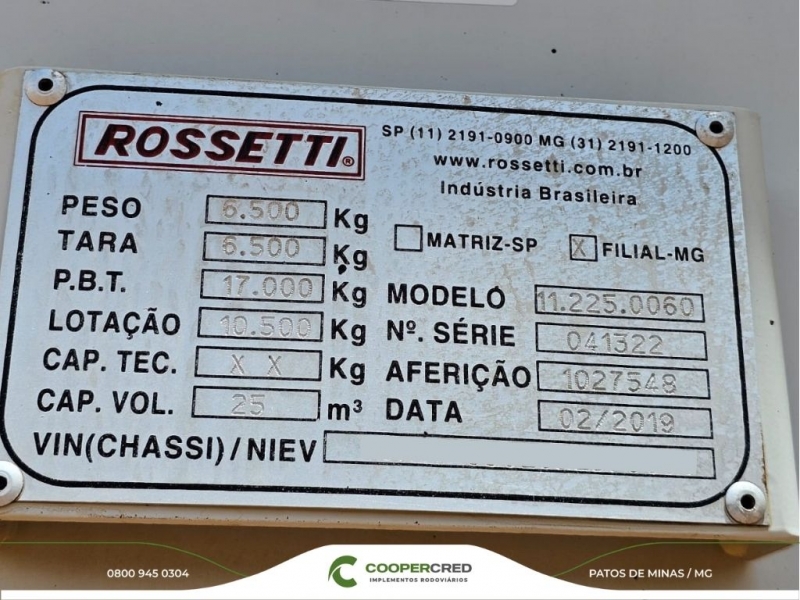 ROSSETTI®
SP (11) 2191-0900 MG (31) 2191-1200
www.rossetti.com.br
Indústria Brasileira
PESO 6.500 Kg
TARA 6.500 Kg
MATRIZ-SP X FILIAL-MG
P.B.T. 17.000 Kg
MODELO 11.225.0060
LOTAÇÃO 10.500 Kg
Nº. SÉRIE 041322
CAP. TEC. X X Kg
AFERIÇÃO 1027548
CAP. VOL. 25 m³
DATA 02/2019
VIN(CHASSI)/NIEV
0800 945 0304
COOPERCRED
IMPLEMENTOS RODOVIÁRIOS
PATOS DE MINAS / MG